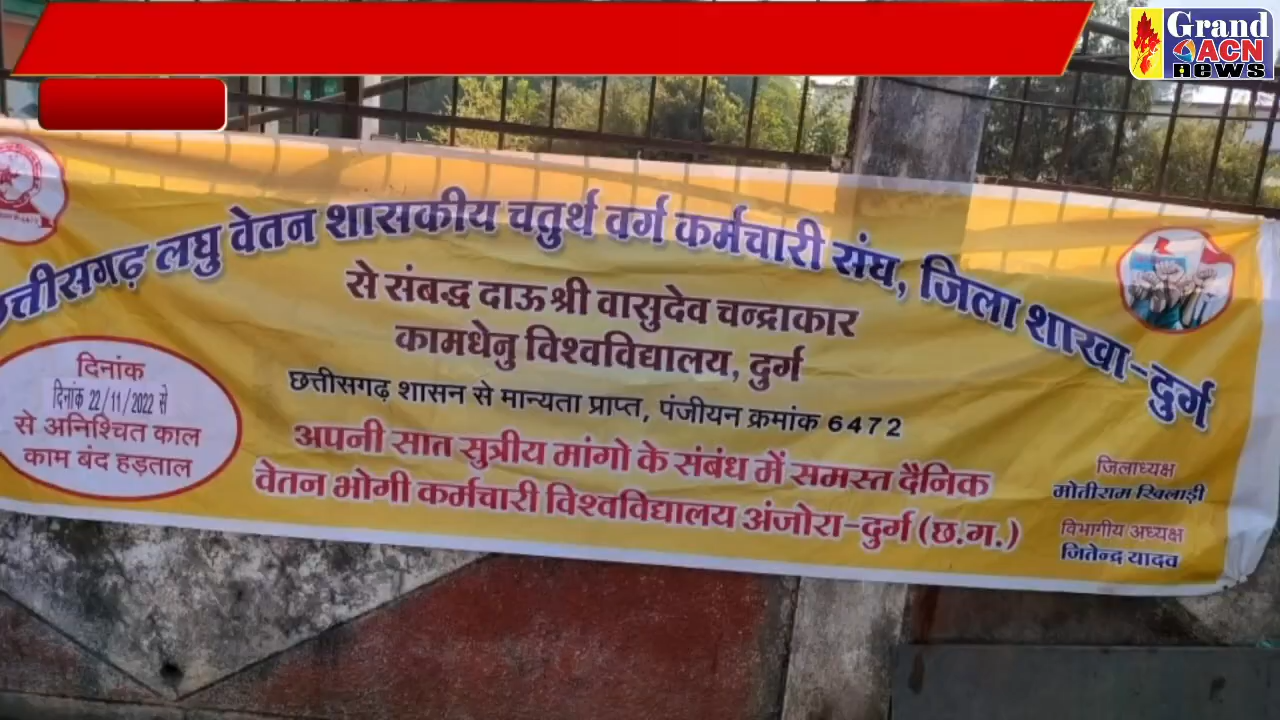 Grand
ACN
news
छत्तीसगढ़ लघु वेतन शासकीय चतुर्थ वर्ग कर्मचारी संघ, जिला शाखा-दुर्ग
से संबद्ध दाऊ श्री वासुदेव चन्द्राकार
कामधेनु विश्वविद्यालय, दुर्ग
छत्तीसगढ़ शासन से मान्यता प्राप्त, पंजीयन क्रमांक 6472
दिनांक
दिनांक 22/11/2022 से
से अनिश्चित काल
काम बंद हड़ताल
अपनी सात सुत्रीय मांगो के संबंध में समस्त दैनिक
वेतन भोगी कर्मचारी विश्वविद्यालय अंजोरा-दुर्ग (छ.ग.)
जिलाध्यक्ष
मोतीराम खिलाड़ी
विभागीय अध्यक्ष
जितेन्द्र यादव